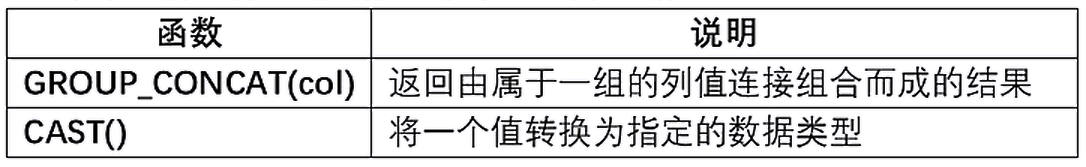 函数 说明
GROUP_CONCAT(col) 返回由属于一组的列值连接组合而成的结果
CAST() 将一个值转换为指定的数据类型